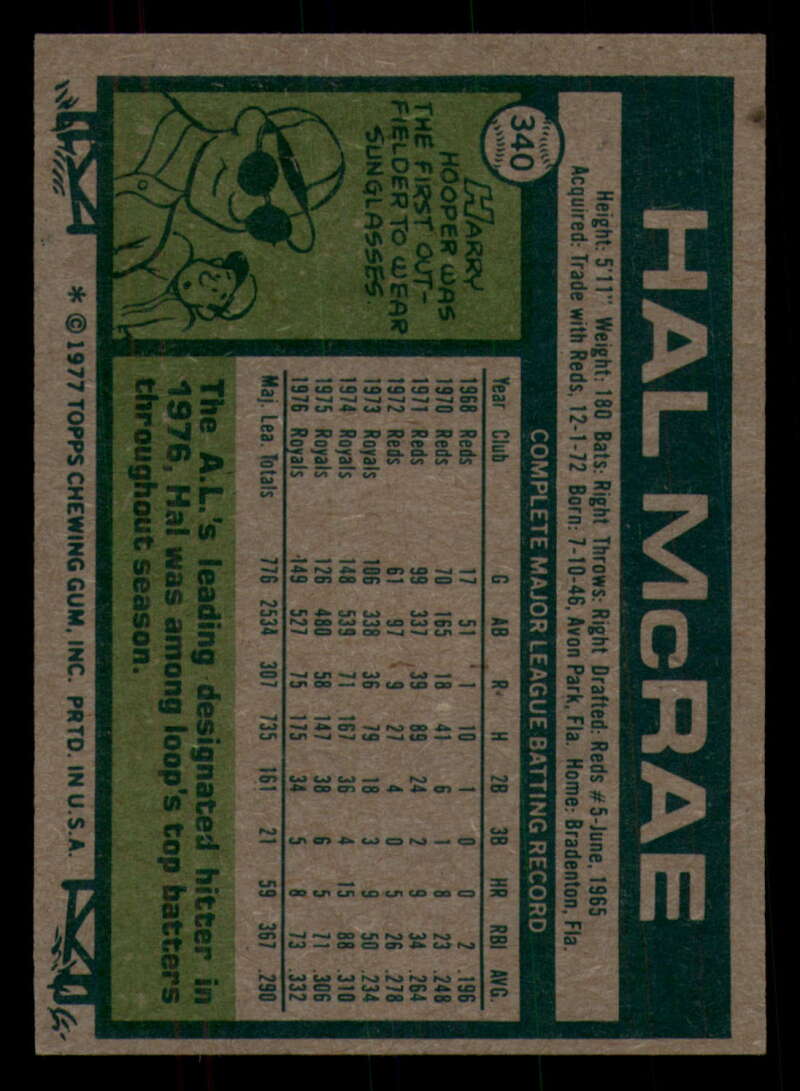 340
HAL McRAE
Height: 5'11" Weight: 180 Bats: Right Throws: Right Drafted: Reds #5-June, 1965
Acquired: Trade with Reds, 12-1-72 Born: 7-10-46, Avon Park, Fla. Home: Bradenton, Fla.
COMPLETE MAJOR LEAGUE BATTING RECORD
Year Club G AB R H 2B 3B HR RBI AVG.
1968 Reds 17 51 1 10 1 0 0 2 .196
1970 Reds 70 165 18 41 6 1 8 23 .248
1971 Reds 99 337 39 89 24 2 9 34 .264
1972 Reds 61 97 9 27 4 0 5 26 .278
1973 Royals 106 338 36 79 18 3 9 50 .234
1974 Royals 148 539 71 167 36 4 15 88 .310
1975 Royals 126 480 58 147 38 6 5 71 .306
1976 Royals 149 527 75 175 34 5 8 73 .332
Maj. Lea. Totals 776 2534 307 735 161 21 59 367 .290
HARRY
HOOPER WAS
THE FIRST OUT-
FIELDER TO WEAR
SUNGLASSES.
The A.L.'s leading designated hitter in
1976, Hal was among loop's top batters
throughout season.
* © 1977 TOPPS CHEWING GUM, INC. PRTD. IN U.S.A.